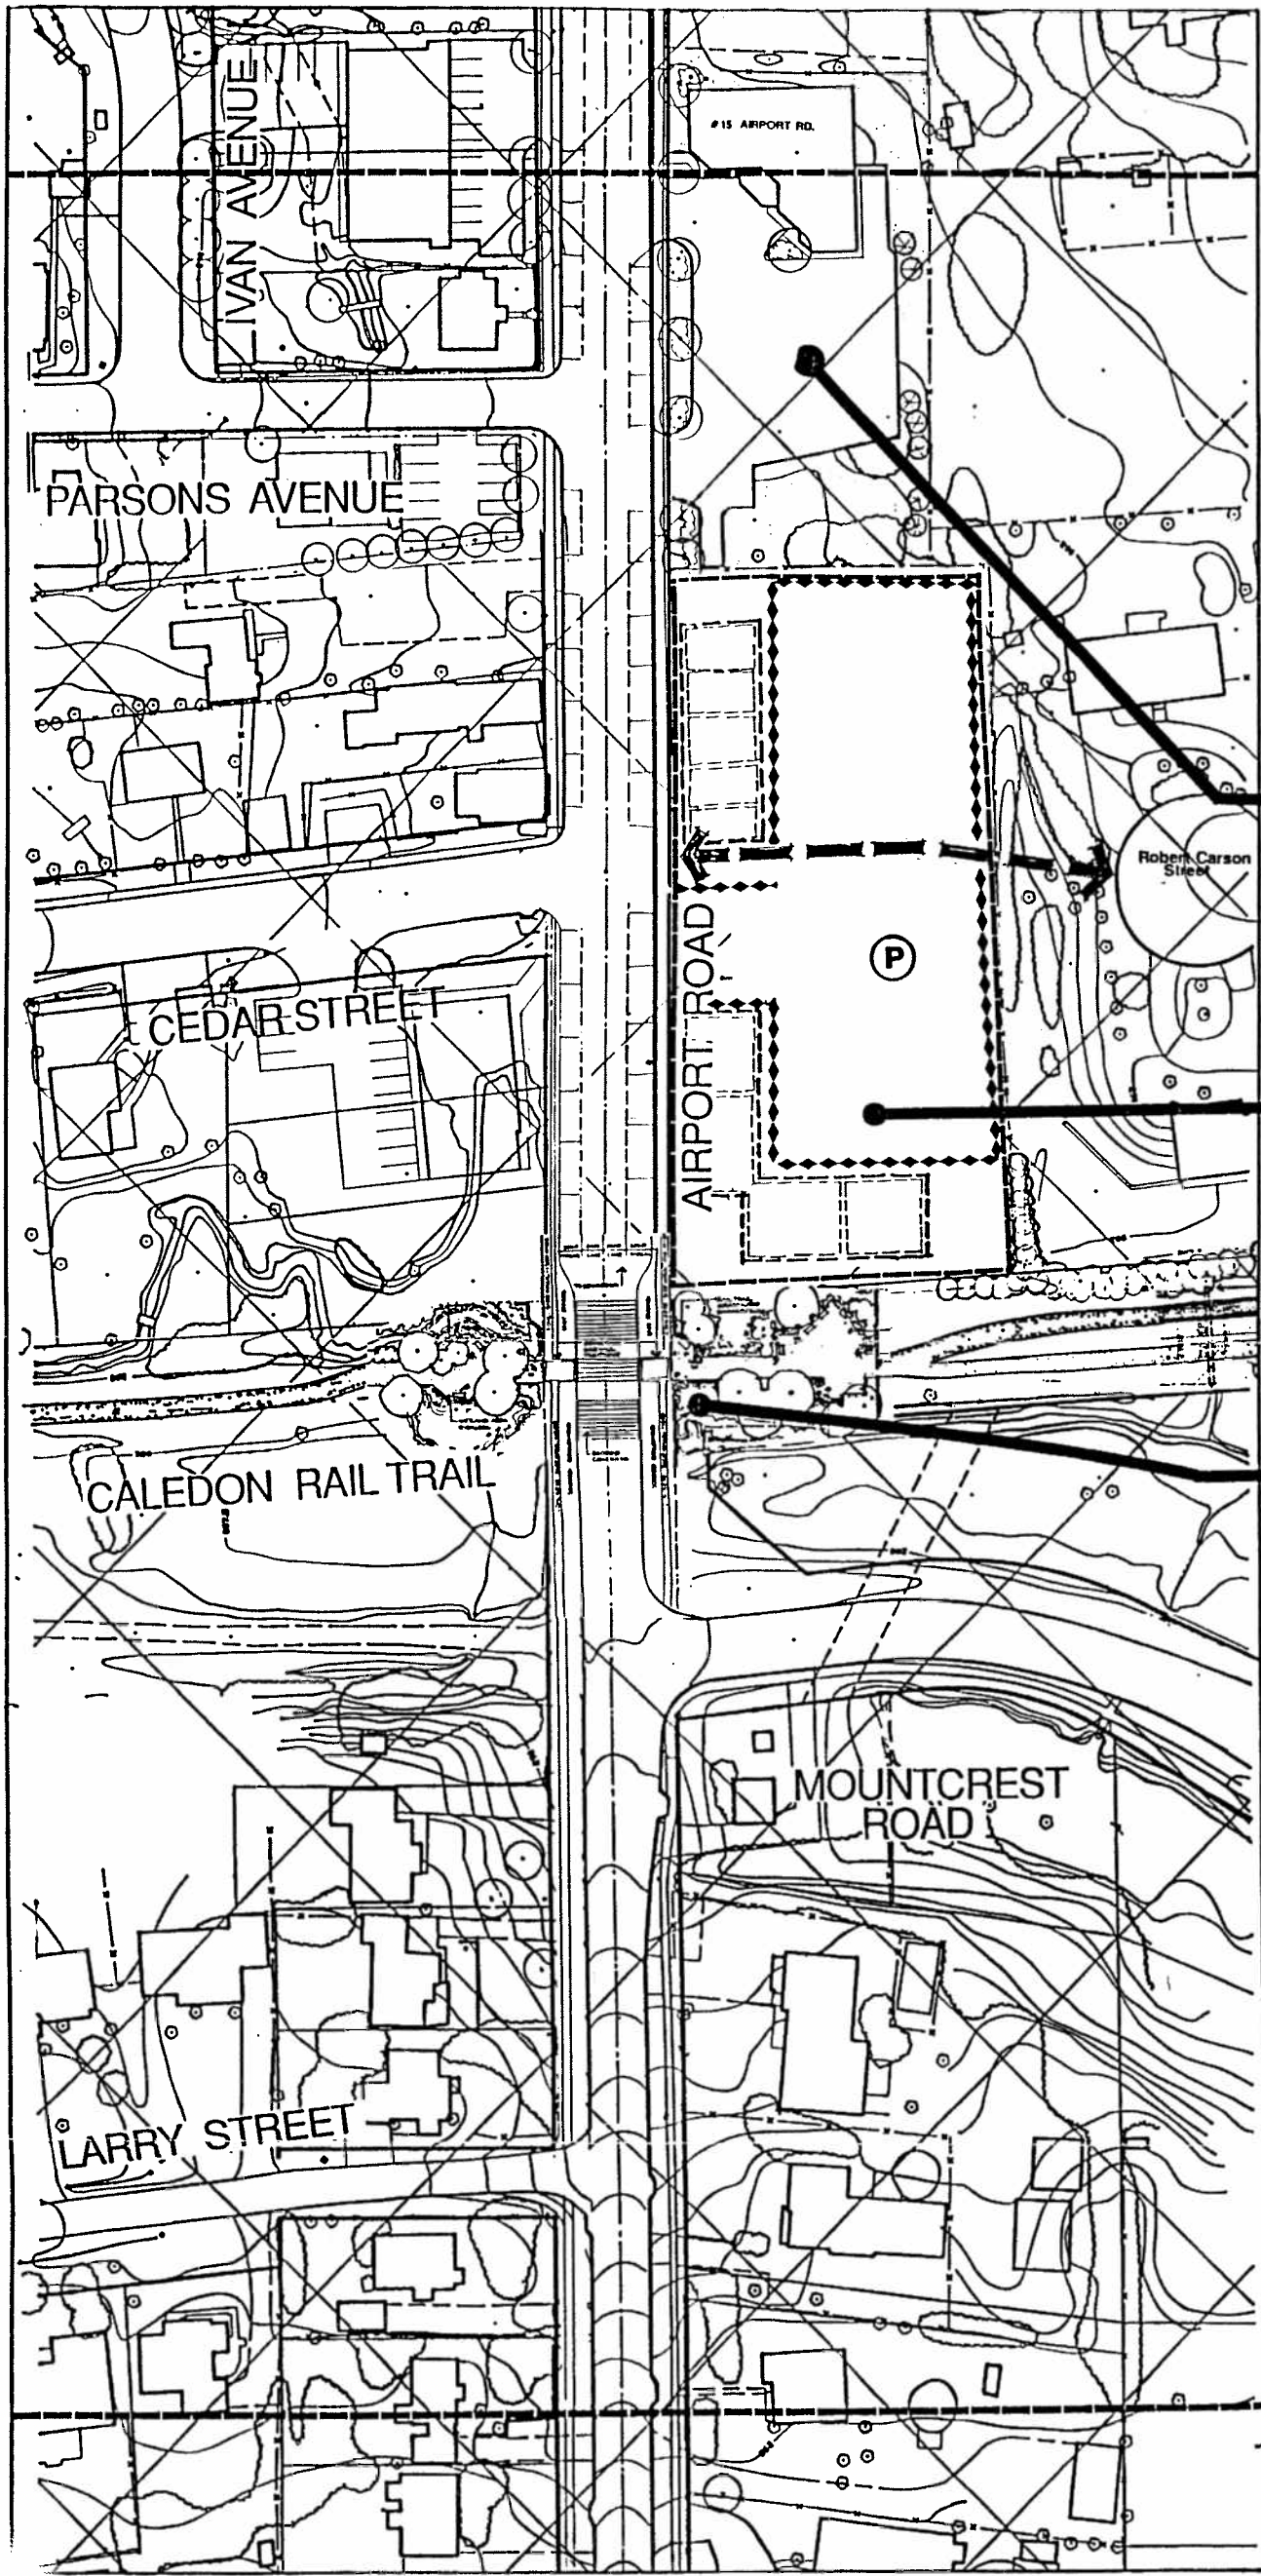 IVAN AVENUE
#15 AIRPORT RD.
PARSONS AVENUE
Robert Carson
Street
AIRPORT ROAD
P
CEDAR STREET
CALEDON RAIL TRAIL
MOUNTCREST
ROAD
LARRY STREET